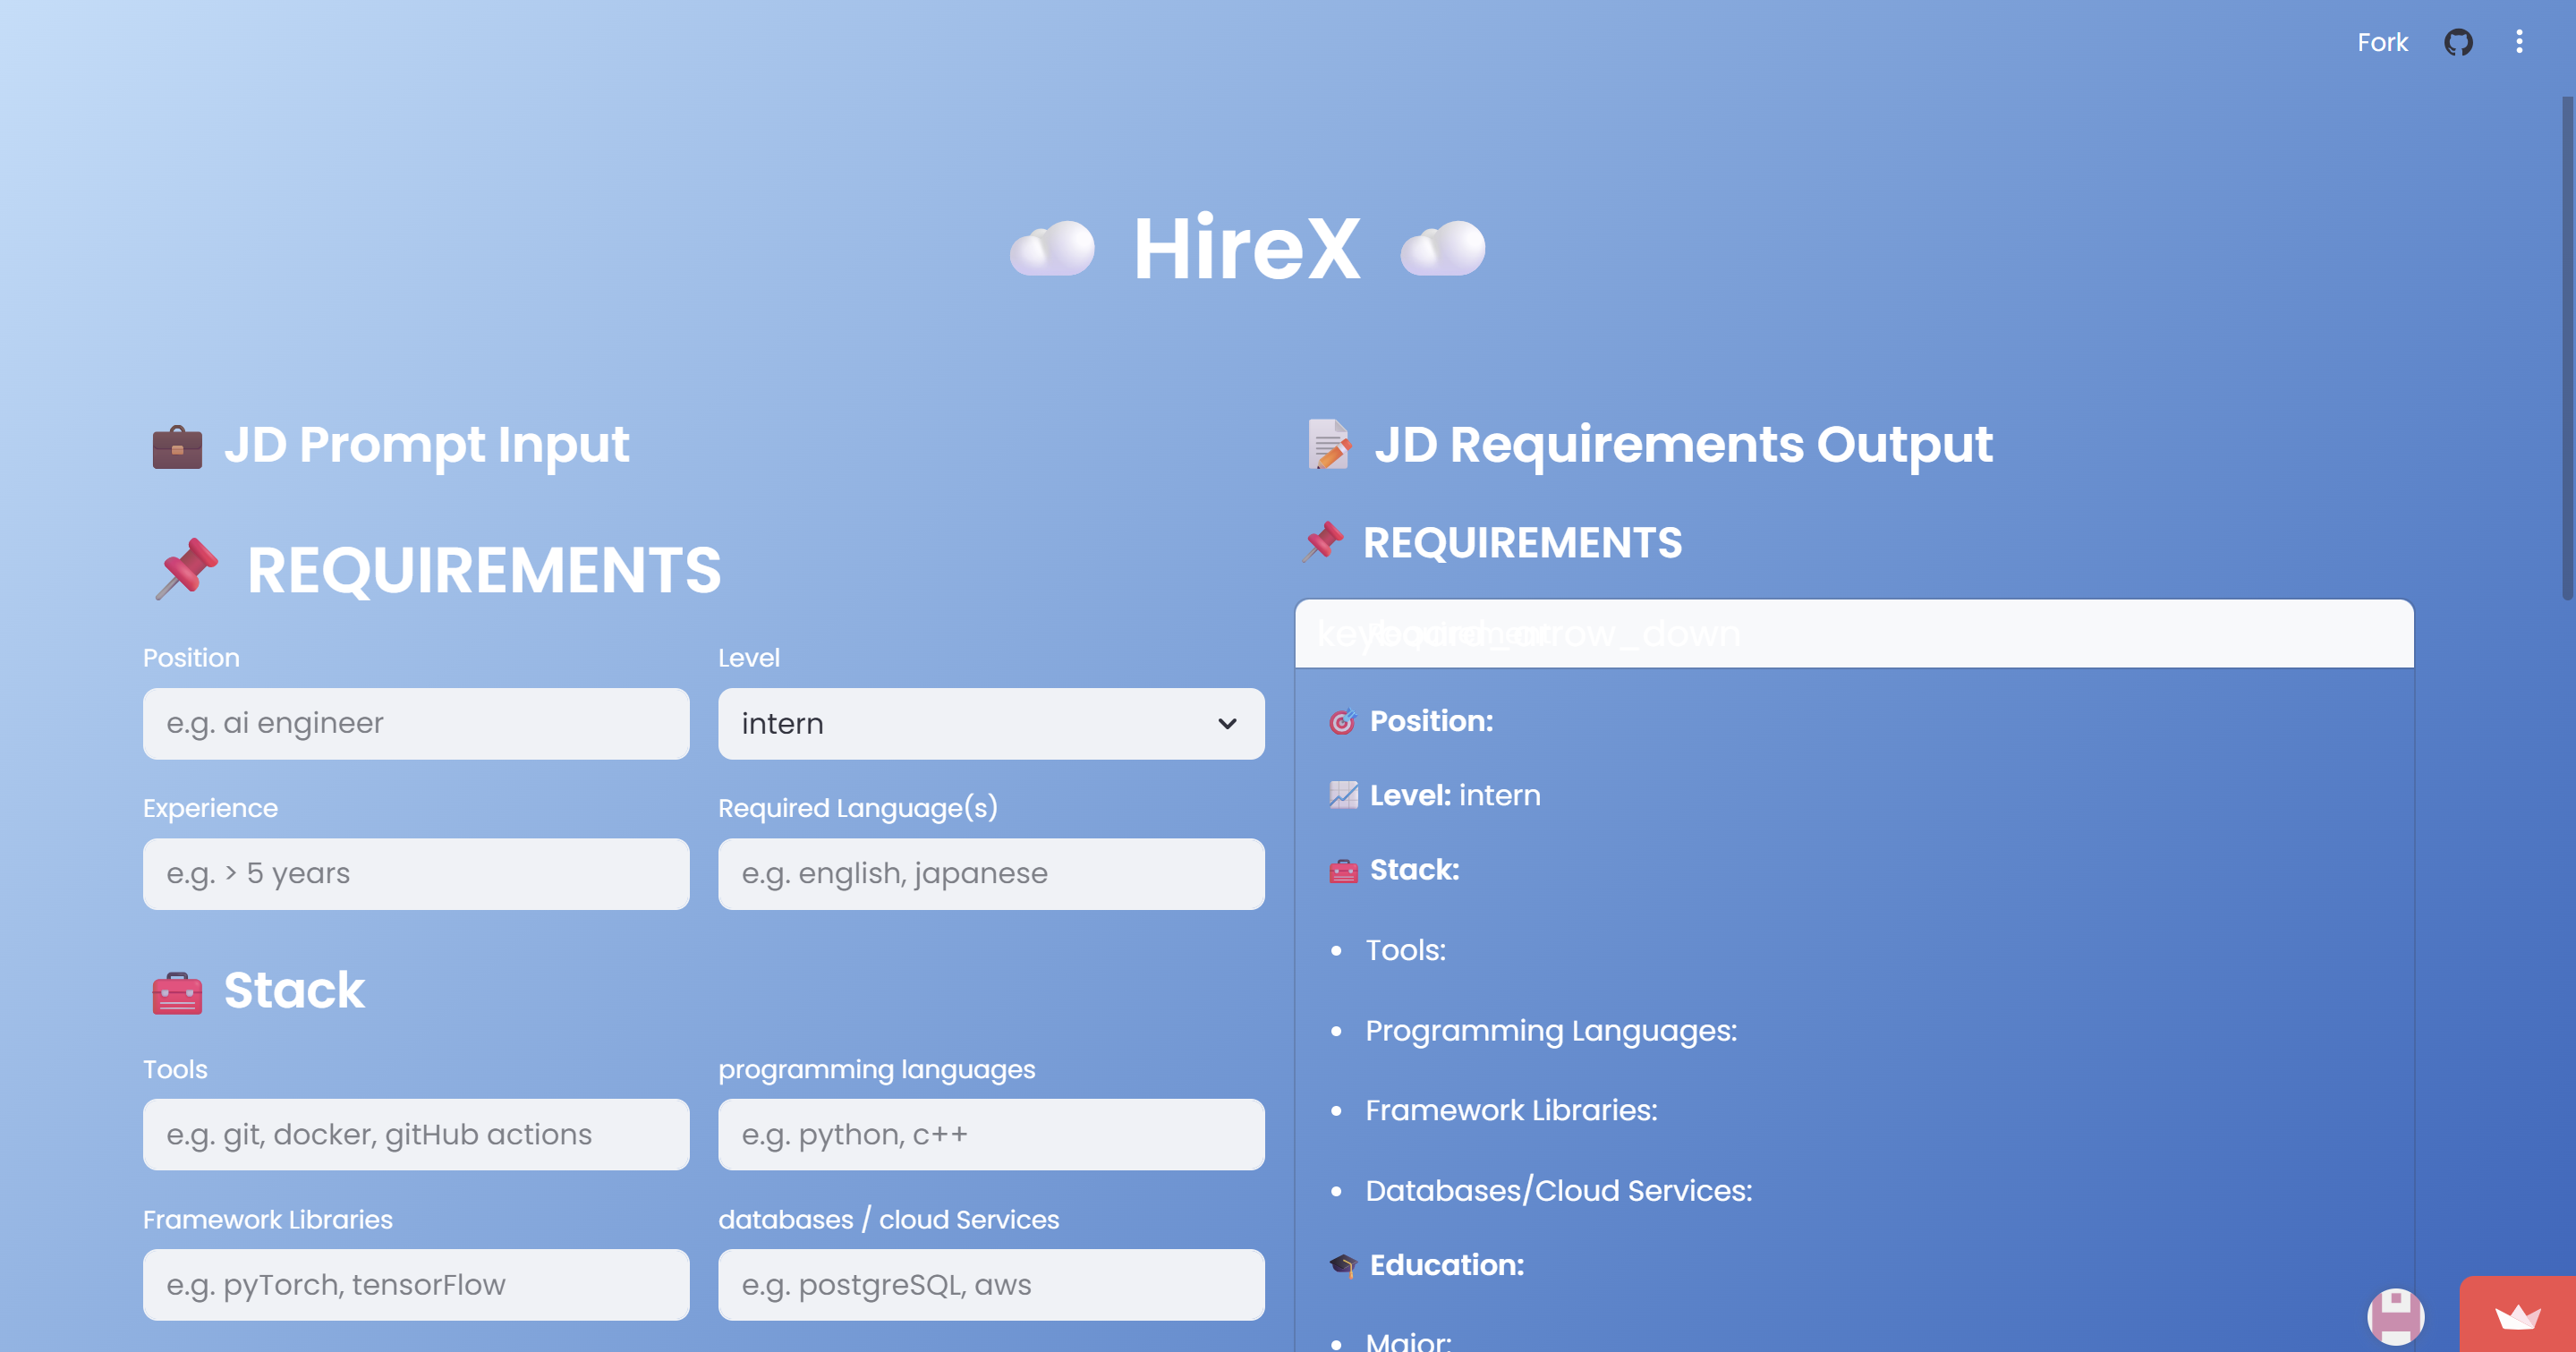 Fork
HireX
JD Prompt Input
REQUIREMENTS
Position
Level
e.g. ai engineer
intern
Experience
Required Language(s)
e.g. > 5 years
e.g. english, japanese
Stack
Tools
programming languages
e.g. git, docker, gitHub actions
e.g. python, c++
Framework Libraries
databases / cloud Services
e.g. pyTorch, tensorFlow
e.g. postgreSQL, aws
JD Requirements Output
REQUIREMENTS
keyboard_arrow_down
Position:
Level: intern
Stack:
• Tools:
• Programming Languages:
• Framework Libraries:
• Databases/Cloud Services:
Education:
• Major: